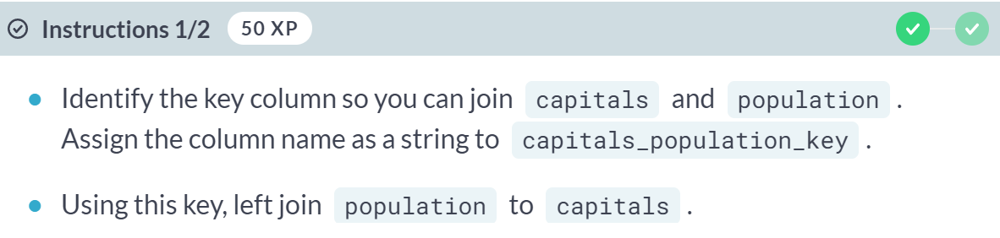 Instructions 1/2 50 XP
Identify the key column so you can join capitals and population .
Assign the column name as a string to capitals_population_key .
Using this key, left join population to capitals .